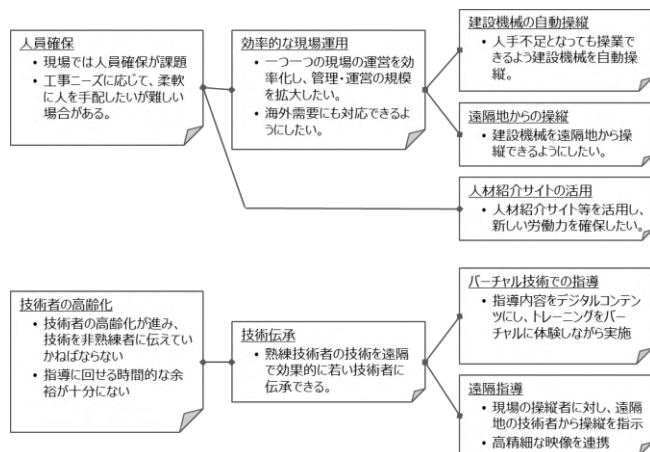 人員確保
• 現場では人員確保が課題
• 工事ニーズに応じて、柔軟
に人を手配したいが難しい
場合がある。
効率的な現場運用
• 一つ一つの現場の運営を効
率化し、管理・運営の規模
を拡大したい。
• 海外需要にも対応できるよ
うにしたい。
建設機械の自動操縦
• 人手不足となっても操業で
きるよう建設機械を自動操
縦。
遠隔地からの操縦
• 建設機械を遠隔地から操
縦できるようにしたい。
人材紹介サイトの活用
• 人材紹介サイト等を活用し、
新しい労働力を確保したい。
技術者の高齢化
• 技術者の高齢化が進み、
技術を非熟練者に伝えてい
かねばならない
• 指導に回せる時間的な余
裕が十分にない
技術伝承
• 熟練技術者の技術を遠隔
で効果的に若い技術者に
伝承できる。
バーチャル技術での指導
• 指導内容をデジタルコンテン
ツにし、トレーニングをバー
チャルに体験しながら実施
遠隔指導
• 現場の操縦者に対し、遠隔
地の技術者から操縦を指示
• 高精細な映像を連携